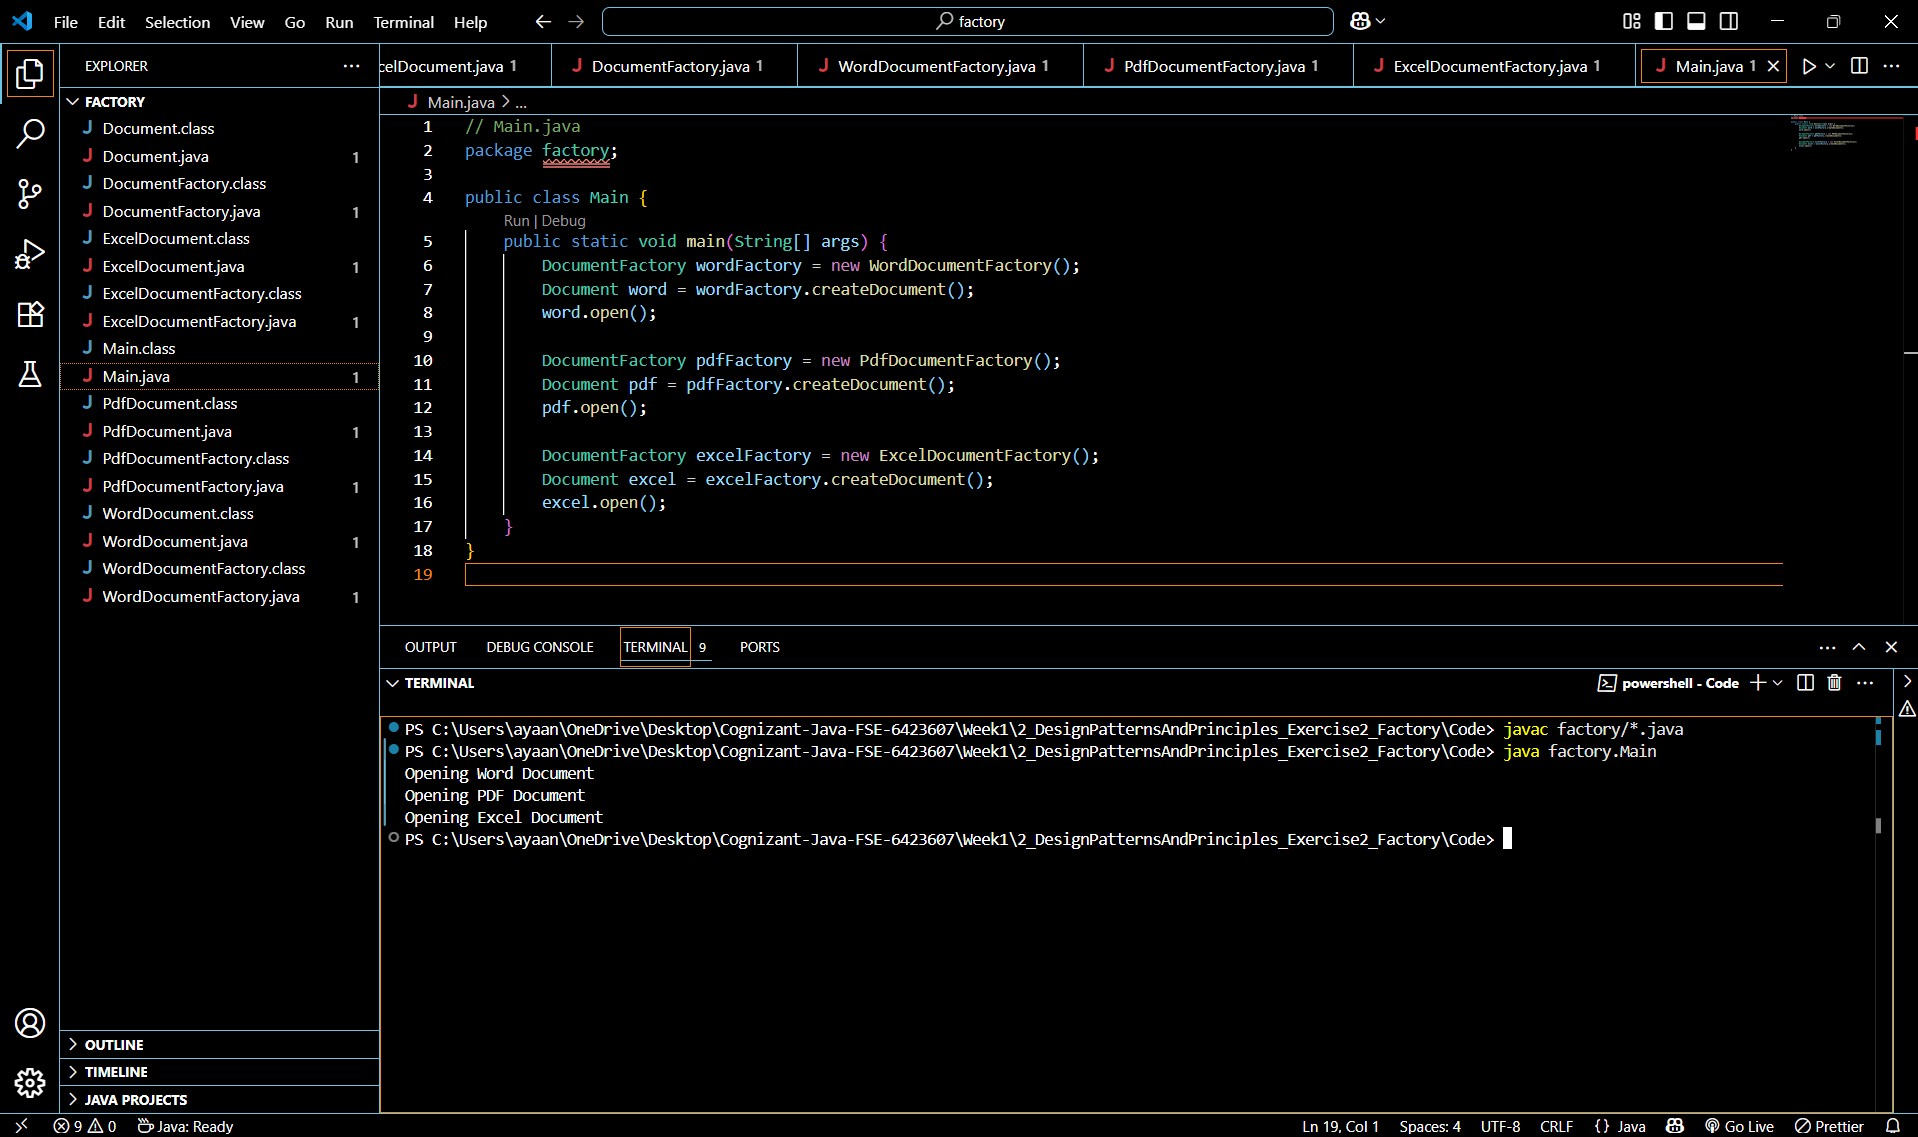 File Edit Selection View Go Run Terminal Help factory
EXPLORER
celDocument.java 1 DocumentFactory.java 1 WordDocumentFactory.java 1 PdfDocumentFactory.java 1 ExcelDocumentFactory.java 1 Main.java 1
FACTORY
Document.class
Document.java 1
DocumentFactory.class
DocumentFactory.java 1
ExcelDocument.class
ExcelDocument.java 1
ExcelDocumentFactory.class
ExcelDocumentFactory.java 1
Main.class
Main.java 1
PdfDocument.class
PdfDocument.java 1
PdfDocumentFactory.class
PdfDocumentFactory.java 1
WordDocument.class
WordDocument.java 1
WordDocumentFactory.class
WordDocumentFactory.java 1
OUTLINE
TIMELINE
JAVA PROJECTS
Main.java > ...
1 // Main.java
2 package factory;
3
4 public class Main {
Run | Debug
5 public static void main(String[] args) {
6 DocumentFactory wordFactory = new WordDocumentFactory();
7 Document word = wordFactory.createDocument();
8 word.open();
9
10 DocumentFactory pdfFactory = new PdfDocumentFactory();
11 Document pdf = pdfFactory.createDocument();
12 pdf.open();
13
14 DocumentFactory excelFactory = new ExcelDocumentFactory();
15 Document excel = excelFactory.createDocument();
16 excel.open();
17 }
18 }
19
OUTPUT DEBUG CONSOLE TERMINAL 9 PORTS
TERMINAL powershell - Code
PS C:\Users\ayaan\OneDrive\Desktop\Cognizant-Java-FSE-6423607\Week1\2_DesignPatternsAndPrinciples_Exercise2_Factory\Code> javac factory/*.java
PS C:\Users\ayaan\OneDrive\Desktop\Cognizant-Java-FSE-6423607\Week1\2_DesignPatternsAndPrinciples_Exercise2_Factory\Code> java factory.Main
Opening Word Document
Opening PDF Document
Opening Excel Document
PS C:\Users\ayaan\OneDrive\Desktop\Cognizant-Java-FSE-6423607\Week1\2_DesignPatternsAndPrinciples_Exercise2_Factory\Code>
9 0 Java: Ready Ln 19, Col 1 Spaces: 4 UTF-8 CRLF {} Java Go Live Prettier